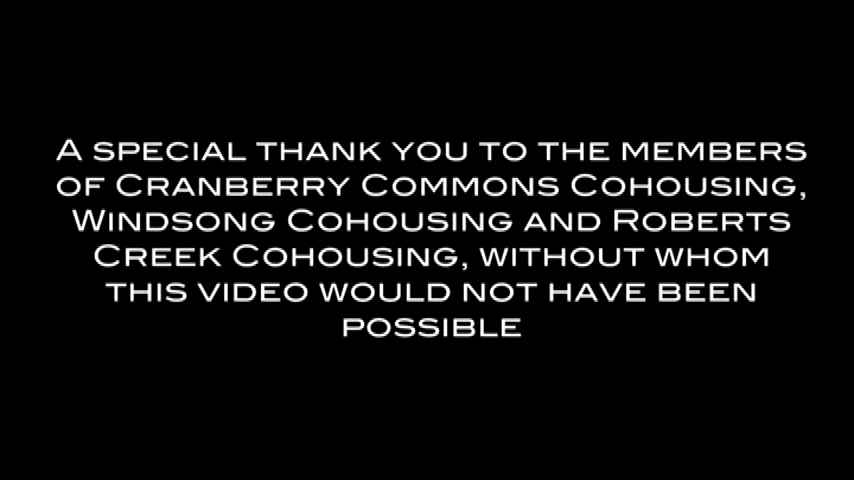 A SPECIAL THANK YOU TO THE MEMBERS
OF CRANBERRY COMMONS COHOUSING,
WINDSONG COHOUSING AND ROBERTS
CREEK COHOUSING, WITHOUT WHOM
THIS VIDEO WOULD NOT HAVE BEEN
POSSIBLE